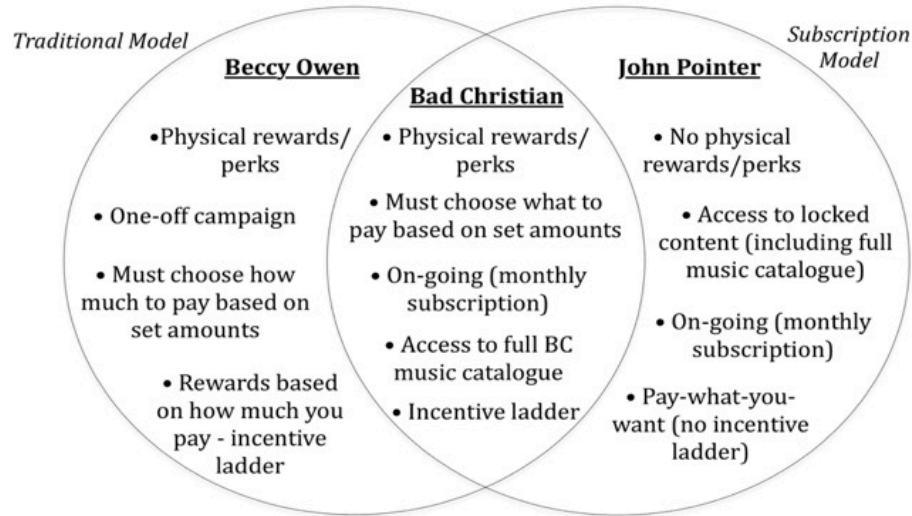 Traditional Model
Subscription
Model
Beccy Owen
•Physical rewards/
perks
• One-off campaign
• Must choose how
much to pay based on
set amounts
• Rewards based
on how much you
pay - incentive
ladder
Bad Christian
• Physical rewards/
perks
• Must choose what to
pay based on set amounts
• On-going (monthly
subscription)
• Access to full BC
music catalogue
• Incentive ladder
John Pointer
• No physical
rewards/perks
• Access to locked
content (including full
music catalogue)
• On-going (monthly
subscription)
• Pay-what-you-
want (no incentive
ladder)